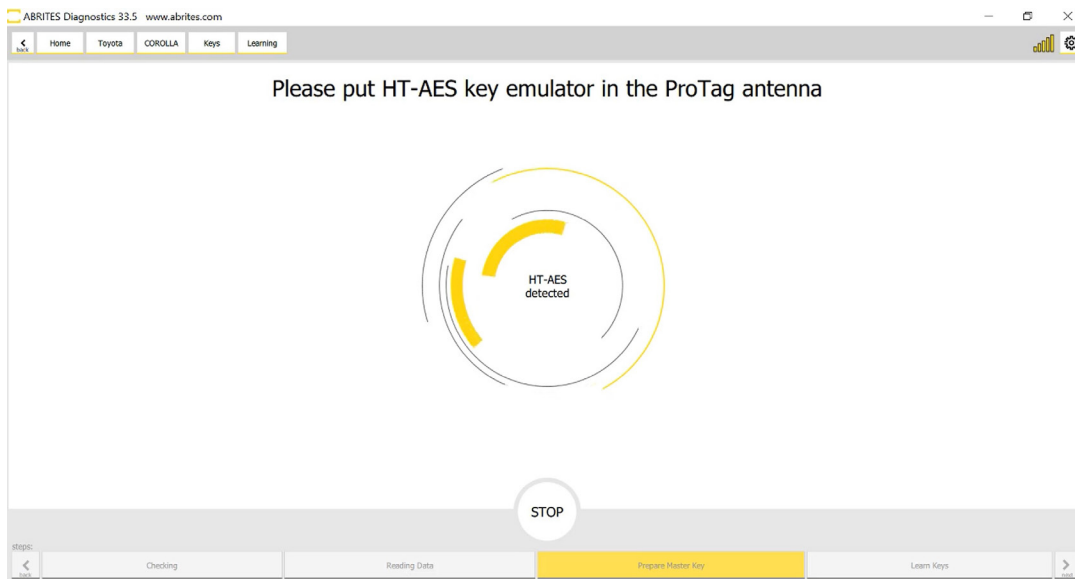 ABRITES Diagnostics 33.5 www.abrites.com
back Home Toyota COROLLA Keys Learning
Please put HT-AES key emulator in the ProTag antenna
HT-AES
detected
STOP
steps:
back Checking Reading Data Prepare Master Key Learn Keys next